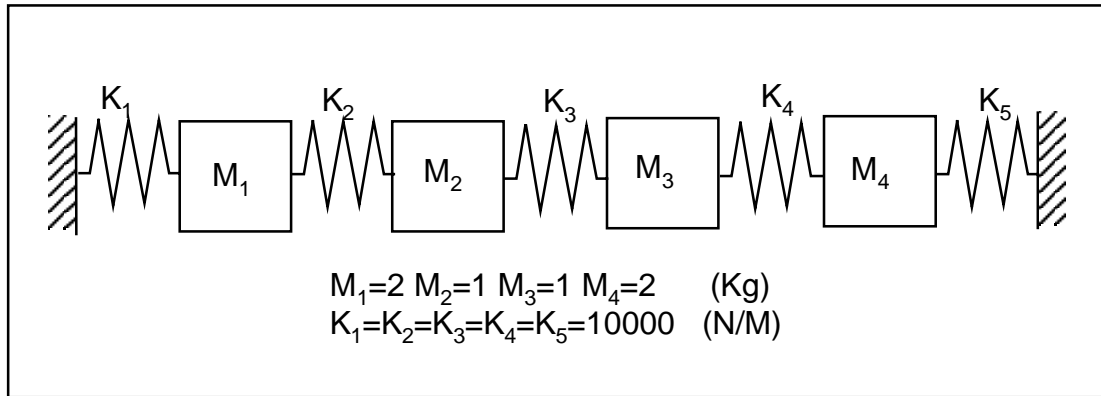 K₁ K₂ K₃ K₄ K₅
M₁ M₂ M₃ M₄
M₁=2 M₂=1 M₃=1 M₄=2 (Kg)
K₁=K₂=K₃=K₄=K₅=10000 (N/M)